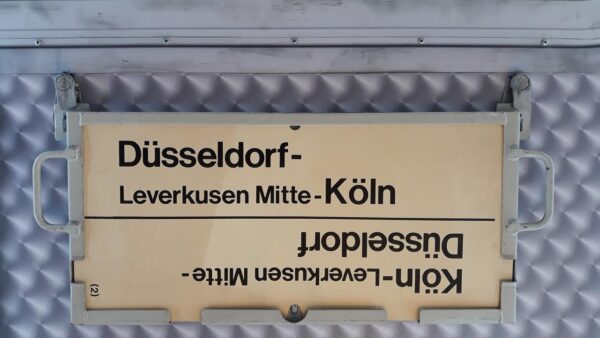 Düsseldorf-
Leverkusen Mitte-Köln
Köln-Leverkusen Mitte-
Düsseldorf
(2)